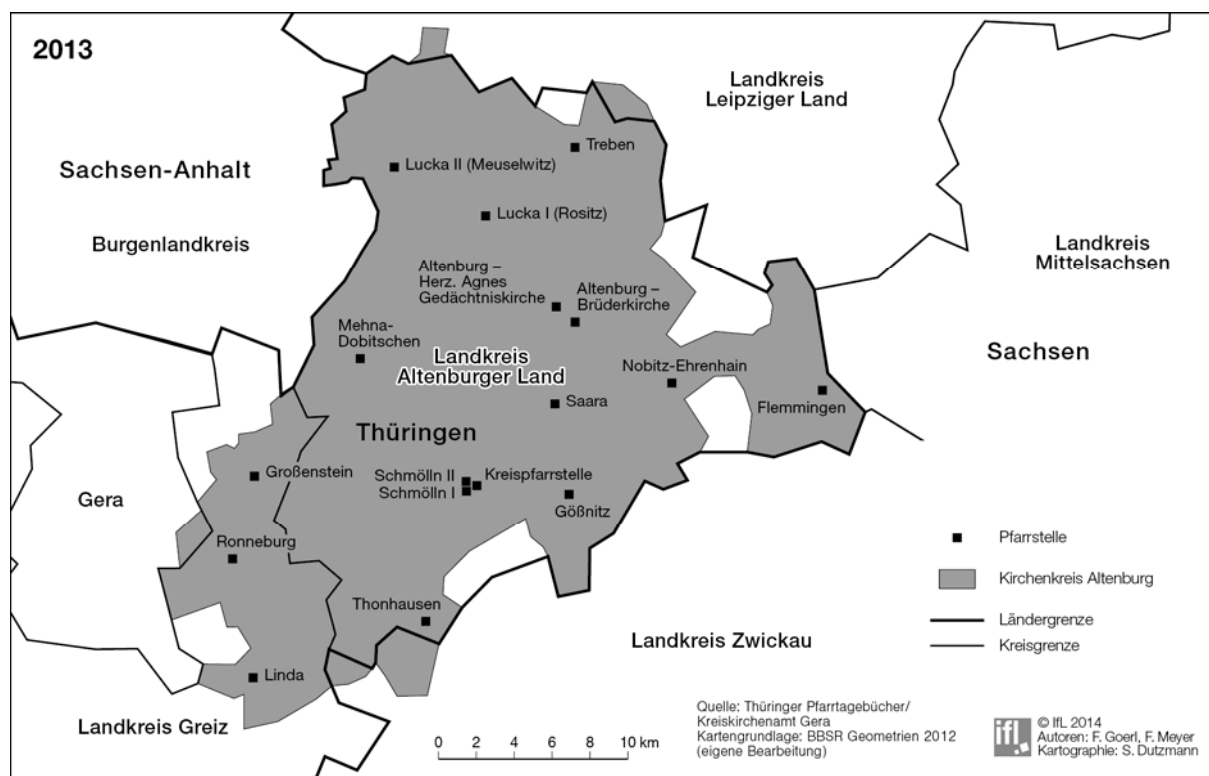 2013
Landkreis
Leipziger Land
Treben
Sachsen-Anhalt
Lucka II (Meuselwitz)
Lucka I (Rositz)
Burgenlandkreis
Landkreis
Mittelsachsen
Altenburg –
Herz. Agnes
Gedächtniskirche
Altenburg –
Brüderkirche
Mehna-
Dobitschen
Landkreis
Altenburger Land
Nobitz-Ehrenhain
Sachsen
Saara
Flemmingen
Thüringen
Großenstein
Schmölln II
Kreispfarrstelle
Schmölln I
Gera
Gößnitz
Ronneburg
Pfarrstelle
Kirchenkreis Altenburg
Thonhausen
Ländergrenze
Landkreis Zwickau
Kreisgrenze
Linda
Landkreis Greiz
0 2 4 6 8 10 km
Quelle: Thüringer Pfarrtagebücher/
Kreiskirchenamt Gera
Kartengrundlage: BBSR Geometrien 2012
(eigene Bearbeitung)
ifl
© IfL 2014
Autoren: F. Goerl, F. Meyer
Kartographie: S. Dutzmann